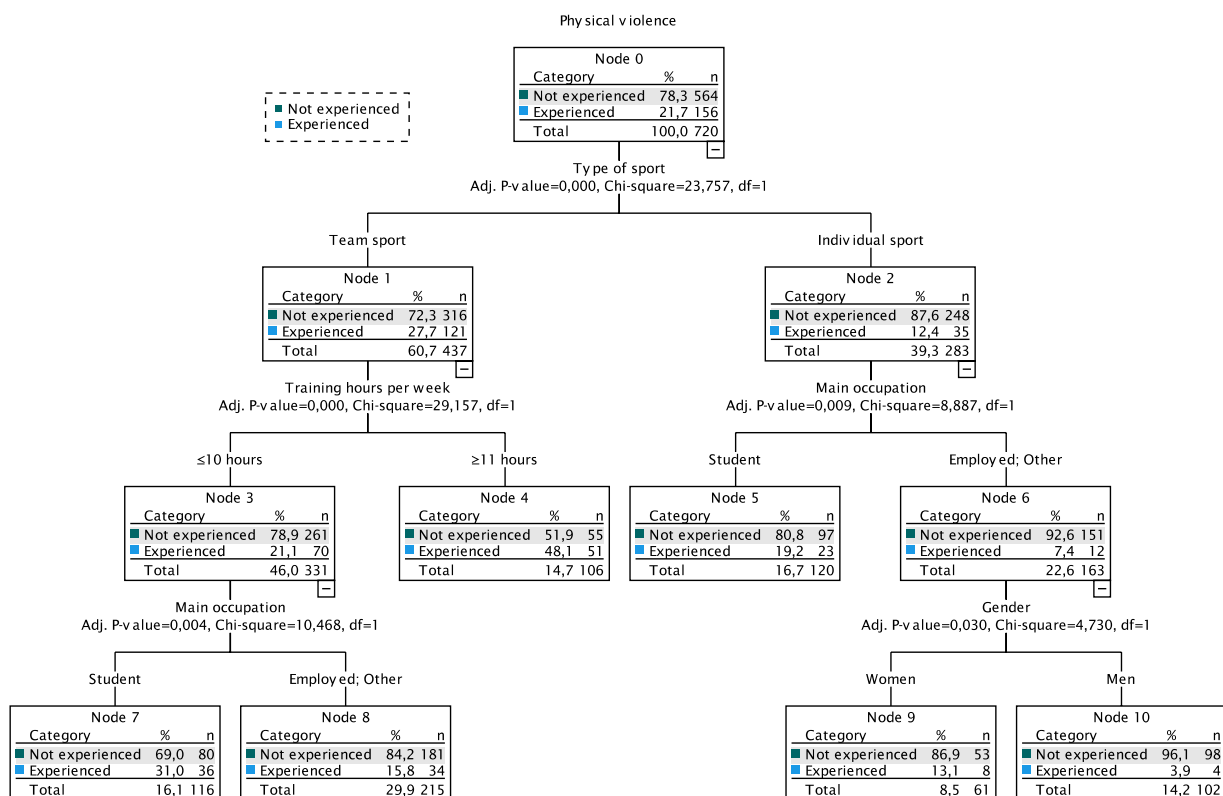 Physical violence
Node 0
Category % n
Not experienced 78,3 564
Experienced 21,7 156
Total 100,0 720
Not experienced
Experienced
Type of sport
Adj. P-value=0,000, Chi-square=23,757, df=1
Team sport
Individual sport
Node 1
Category % n
Not experienced 72,3 316
Experienced 27,7 121
Total 60,7 437
Node 2
Category % n
Not experienced 87,6 248
Experienced 12,4 35
Total 39,3 283
Training hours per week
Adj. P-value=0,000, Chi-square=29,157, df=1
Main occupation
Adj. P-value=0,009, Chi-square=8,887, df=1
≤10 hours
≥11 hours
Student
Employed; Other
Node 3
Category % n
Not experienced 78,9 261
Experienced 21,1 70
Total 46,0 331
Node 4
Category % n
Not experienced 51,9 55
Experienced 48,1 51
Total 14,7 106
Node 5
Category % n
Not experienced 80,8 97
Experienced 19,2 23
Total 16,7 120
Node 6
Category % n
Not experienced 92,6 151
Experienced 7,4 12
Total 22,6 163
Main occupation
Adj. P-value=0,004, Chi-square=10,468, df=1
Gender
Adj. P-value=0,030, Chi-square=4,730, df=1
Student
Employed; Other
Women
Men
Node 7
Category % n
Not experienced 69,0 80
Experienced 31,0 36
Total 16,1 116
Node 8
Category % n
Not experienced 84,2 181
Experienced 15,8 34
Total 29,9 215
Node 9
Category % n
Not experienced 86,9 53
Experienced 13,1 8
Total 8,5 61
Node 10
Category % n
Not experienced 96,1 98
Experienced 3,9 4
Total 14,2 102